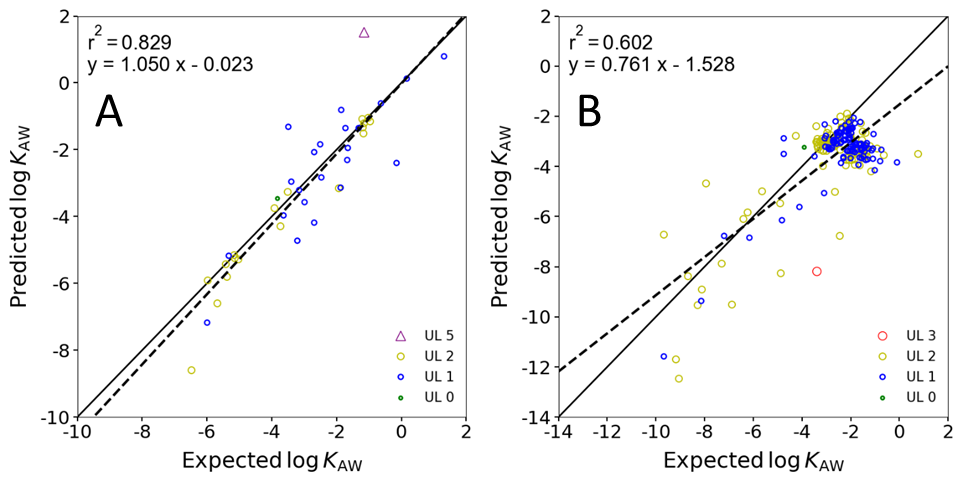 r² = 0.829
y = 1.050 x - 0.023
A
2
0
-2
-4
-6
-8
-10
Predicted log K_AW
UL 5
UL 2
UL 1
UL 0
-10 -8 -6 -4 -2 0 2
Expected log K_AW
r² = 0.602
y = 0.761 x - 1.528
B
2
0
-2
-4
-6
-8
-10
-12
-14
Predicted log K_AW
UL 3
UL 2
UL 1
UL 0
-14 -12 -10 -8 -6 -4 -2 0 2
Expected log K_AW